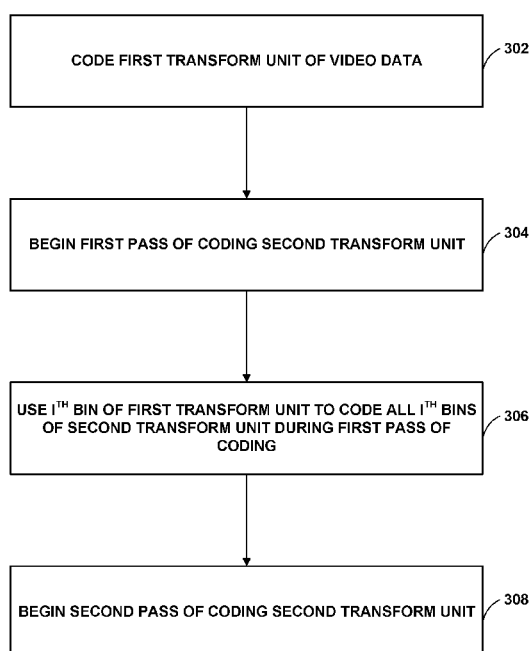 CODE FIRST TRANSFORM UNIT OF VIDEO DATA
302
BEGIN FIRST PASS OF CODING SECOND TRANSFORM UNIT
304
USE Iᵀᴴ BIN OF FIRST TRANSFORM UNIT TO CODE ALL Iᵀᴴ BINS
OF SECOND TRANSFORM UNIT DURING FIRST PASS OF
CODING
306
BEGIN SECOND PASS OF CODING SECOND TRANSFORM UNIT
308